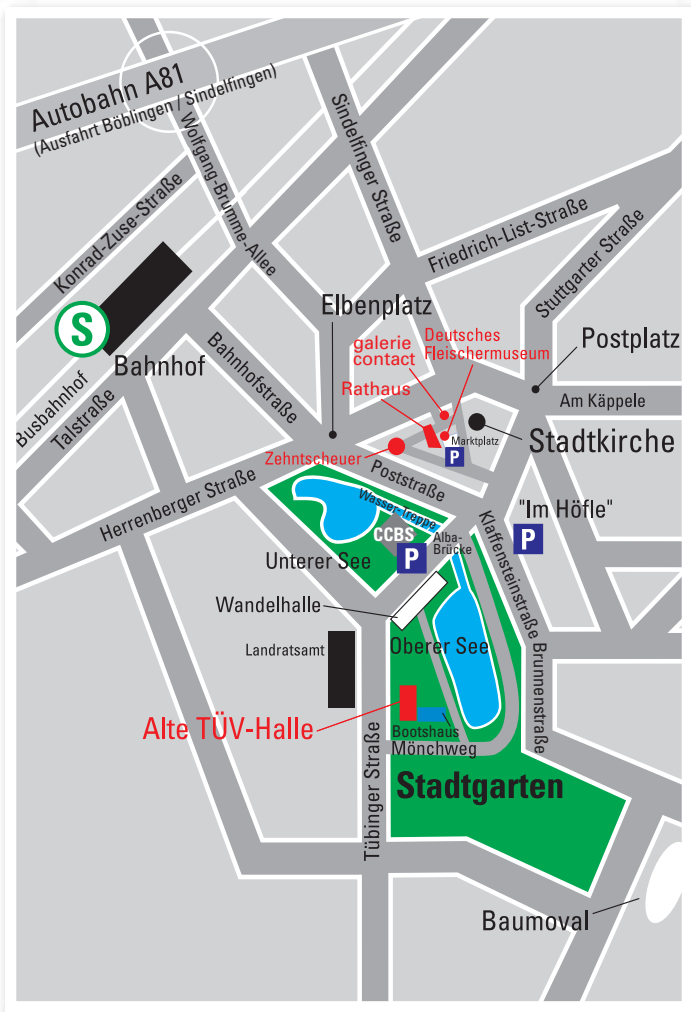 Autobahn A81
(Ausfahrt Böblingen / Sindelfingen)
Wolfgang-Brumme-Allee
Sindelfinger Straße
Konrad-Zuse-Straße
Friedrich-List-Straße
Stuttgarter Straße
S
Elbenplatz
Bahnhof
Busbahnhof
Talstraße
Bahnhofstraße
galerie
contact
Deutsches
Fleischermuseum
Rathaus
Postplatz
Am Käppele
Marktplatz
P
Stadtkirche
Zehntscheuer
Poststraße
Herrenberger Straße
Wasser-Treppe
CCBS
P
Alba-
Brücke
"Im Höfle"
P
Unterer See
Klaffensteinstraße
Brunnenstraße
Wandelhalle
Landratsamt
Oberer See
Alte TÜV-Halle
Bootshaus
Mönchweg
Tübinger Straße
Stadtgarten
Baumoval